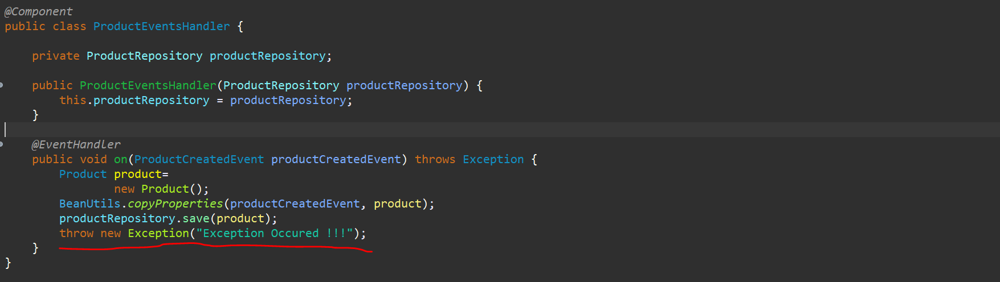 @Component
public class ProductEventsHandler {
private ProductRepository productRepository;
public ProductEventsHandler(ProductRepository productRepository) {
this.productRepository = productRepository;
}
@EventHandler
public void on(ProductCreatedEvent productCreatedEvent) throws Exception {
Product product=
new Product();
BeanUtils.copyProperties(productCreatedEvent, product);
productRepository.save(product);
throw new Exception("Exception Occured !!!");
}
}